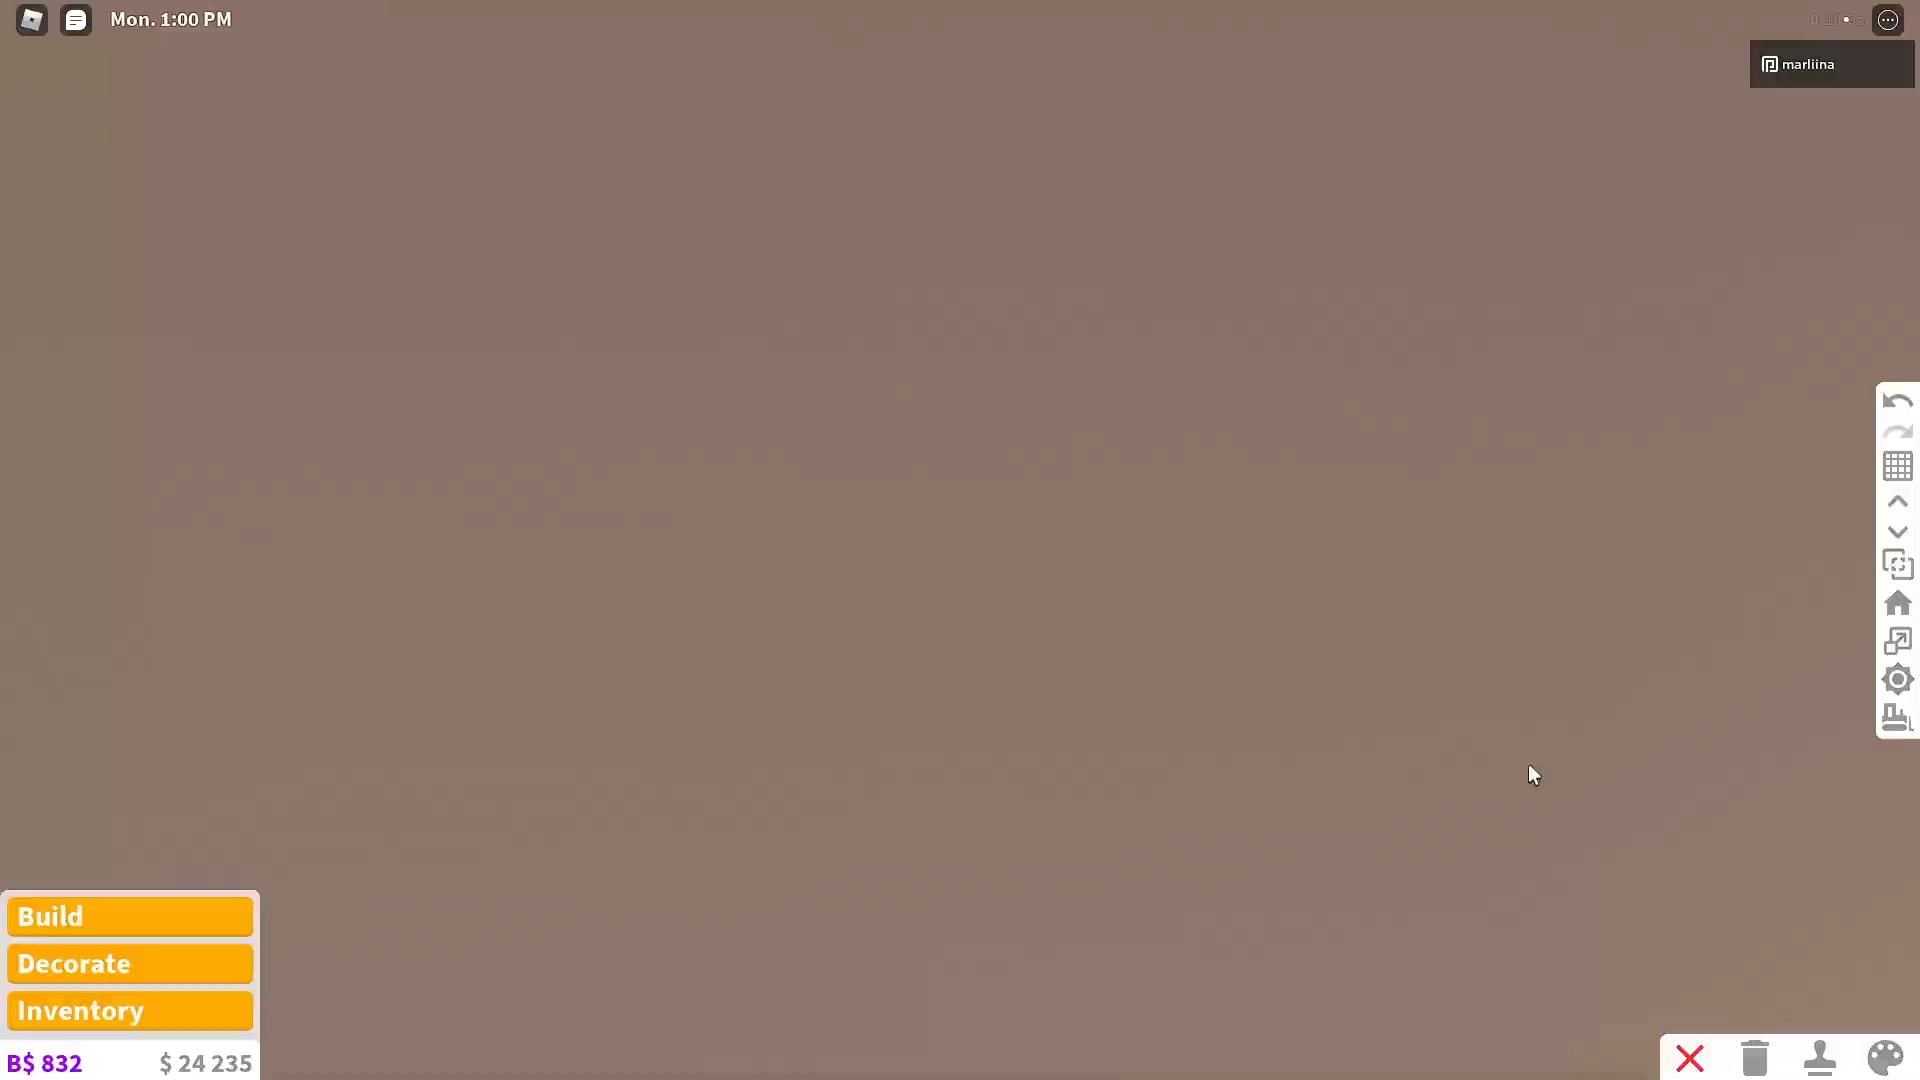 Mon. 1:00 PM
marliina
Build
Decorate
Inventory
B$ 832
$ 24 235